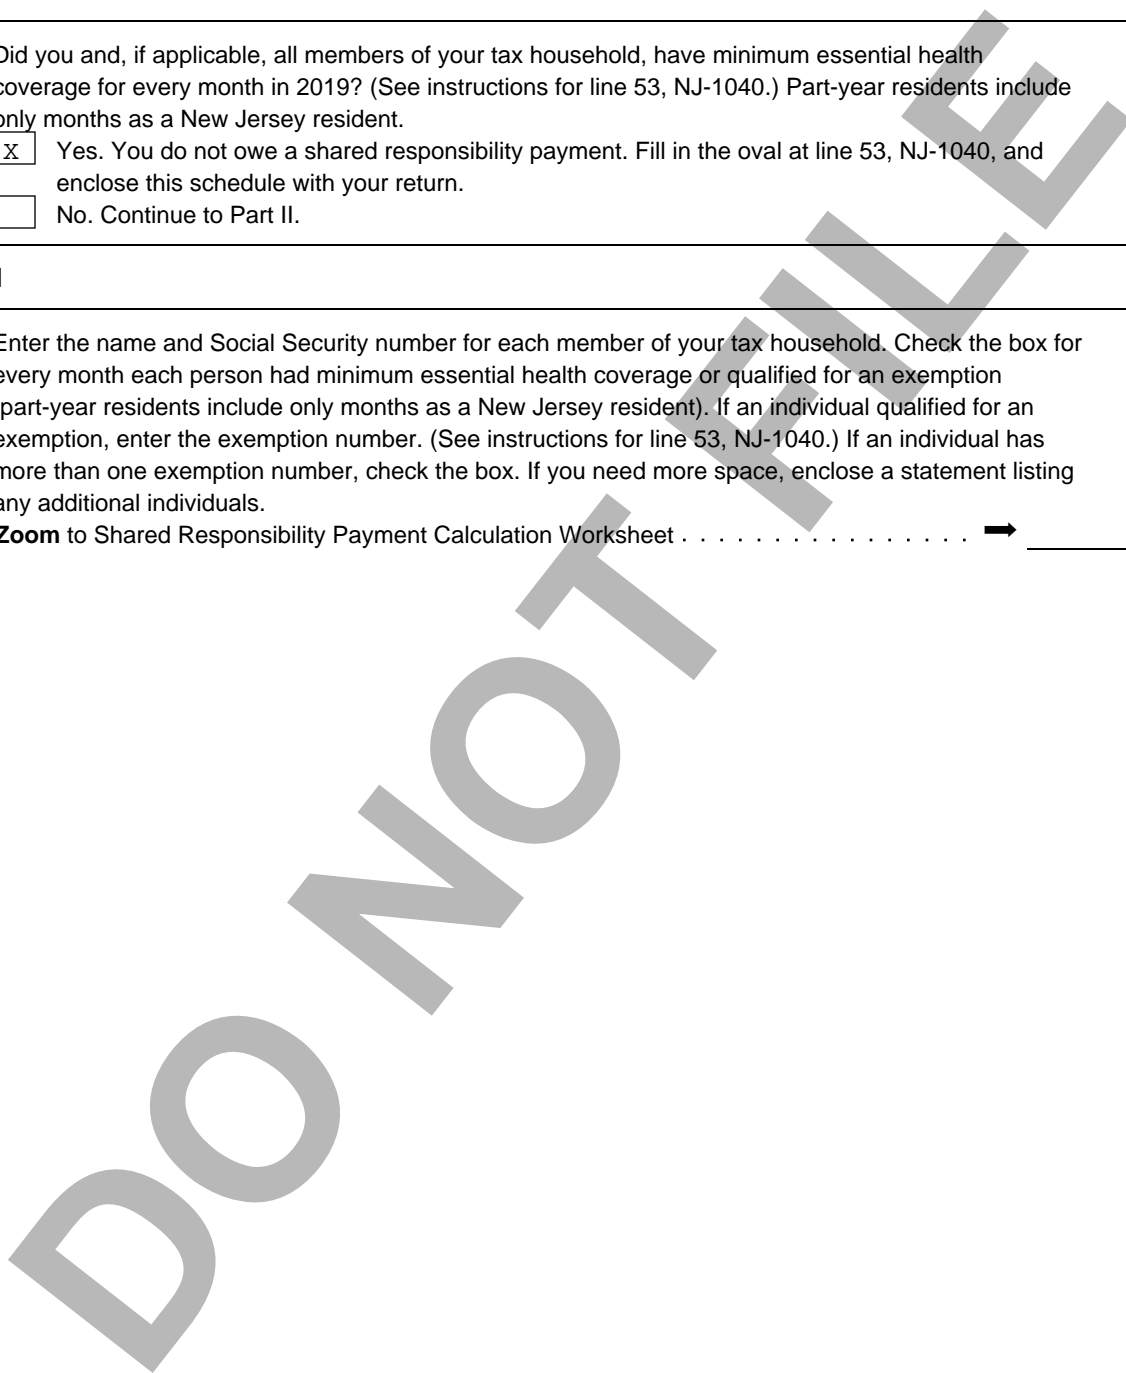 Did you and, if applicable, all members of your tax household, have minimum essential health
coverage for every month in 2019? (See instructions for line 53, NJ-1040.) Part-year residents include
only months as a New Jersey resident.
X Yes. You do not owe a shared responsibility payment. Fill in the oval at line 53, NJ-1040, and
enclose this schedule with your return.
No. Continue to Part II.
Enter the name and Social Security number for each member of your tax household. Check the box for
every month each person had minimum essential health coverage or qualified for an exemption
part-year residents include only months as a New Jersey resident). If an individual qualified for an
exemption, enter the exemption number. (See instructions for line 53, NJ-1040.) If an individual has
more than one exemption number, check the box. If you need more space, enclose a statement listing
any additional individuals.
Zoom to Shared Responsibility Payment Calculation Worksheet . . . . . . . . . . . . . . . . . ➡
DO NOT FILE